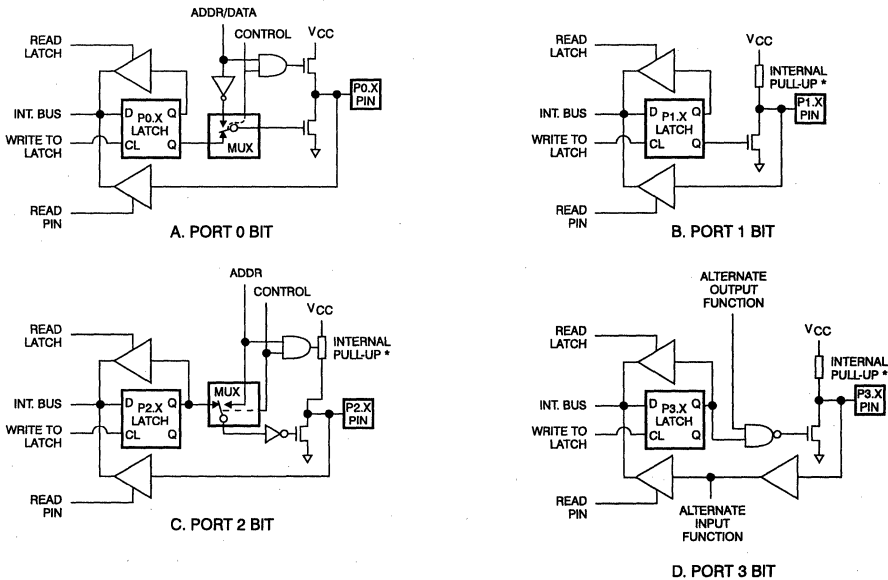 ADDR/DATA
CONTROL
VCC
READ
LATCH
P0.X
PIN
INT. BUS
D
Q
P0.X
LATCH
WRITE TO
LATCH
CL
Q
MUX
READ
PIN
A. PORT 0 BIT
READ
LATCH
VCC
INTERNAL
PULL-UP *
P1.X
PIN
INT. BUS
D
Q
P1.X
LATCH
WRITE TO
LATCH
CL
Q
READ
PIN
B. PORT 1 BIT
ADDR
CONTROL
VCC
READ
LATCH
INTERNAL
PULL-UP *
MUX
INT. BUS
D
Q
P2.X
LATCH
P2.X
PIN
WRITE TO
LATCH
CL
Q
READ
PIN
C. PORT 2 BIT
ALTERNATE
OUTPUT
FUNCTION
VCC
READ
LATCH
INTERNAL
PULL-UP *
P3.X
PIN
INT. BUS
D
Q
P3.X
LATCH
WRITE TO
LATCH
CL
Q
READ
PIN
ALTERNATE
INPUT
FUNCTION
D. PORT 3 BIT